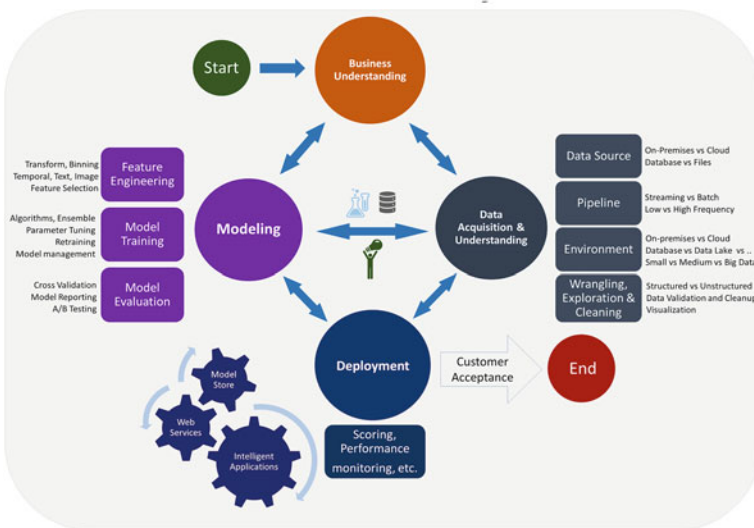 Start
Business
Understanding
Feature
Engineering
Transform, Binning
Temporal, Text, Image
Feature Selection
Model
Training
Algorithms, Ensemble
Parameter Tuning
Retraining
Model management
Model
Evaluation
Cross Validation
Model Reporting
A/B Testing
Modeling
Data
Acquisition &
Understanding
Data Source
On-Premises vs Cloud
Database vs Files
Pipeline
Streaming vs Batch
Low vs High Frequency
Environment
On-premises vs Cloud
Database vs Data Lake vs ..
Small vs Medium vs Big Data
Wrangling,
Exploration &
Cleaning
Structured vs Unstructured
Data Validation and Cleanup
Visualization
Deployment
Customer
Acceptance
End
Scoring,
Performance
monitoring, etc.
Model
Store
Web
Services
Intelligent
Applications